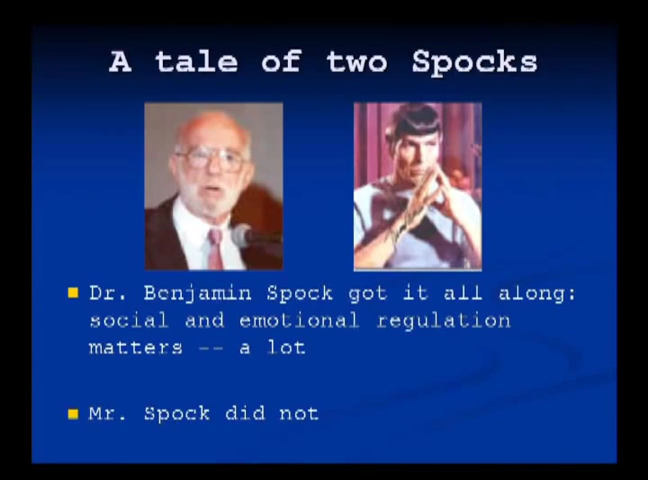 A tale of two Spocks
Dr. Benjamin Spock got it all along:
social and emotional regulation
matters -- a lot
Mr. Spock did not